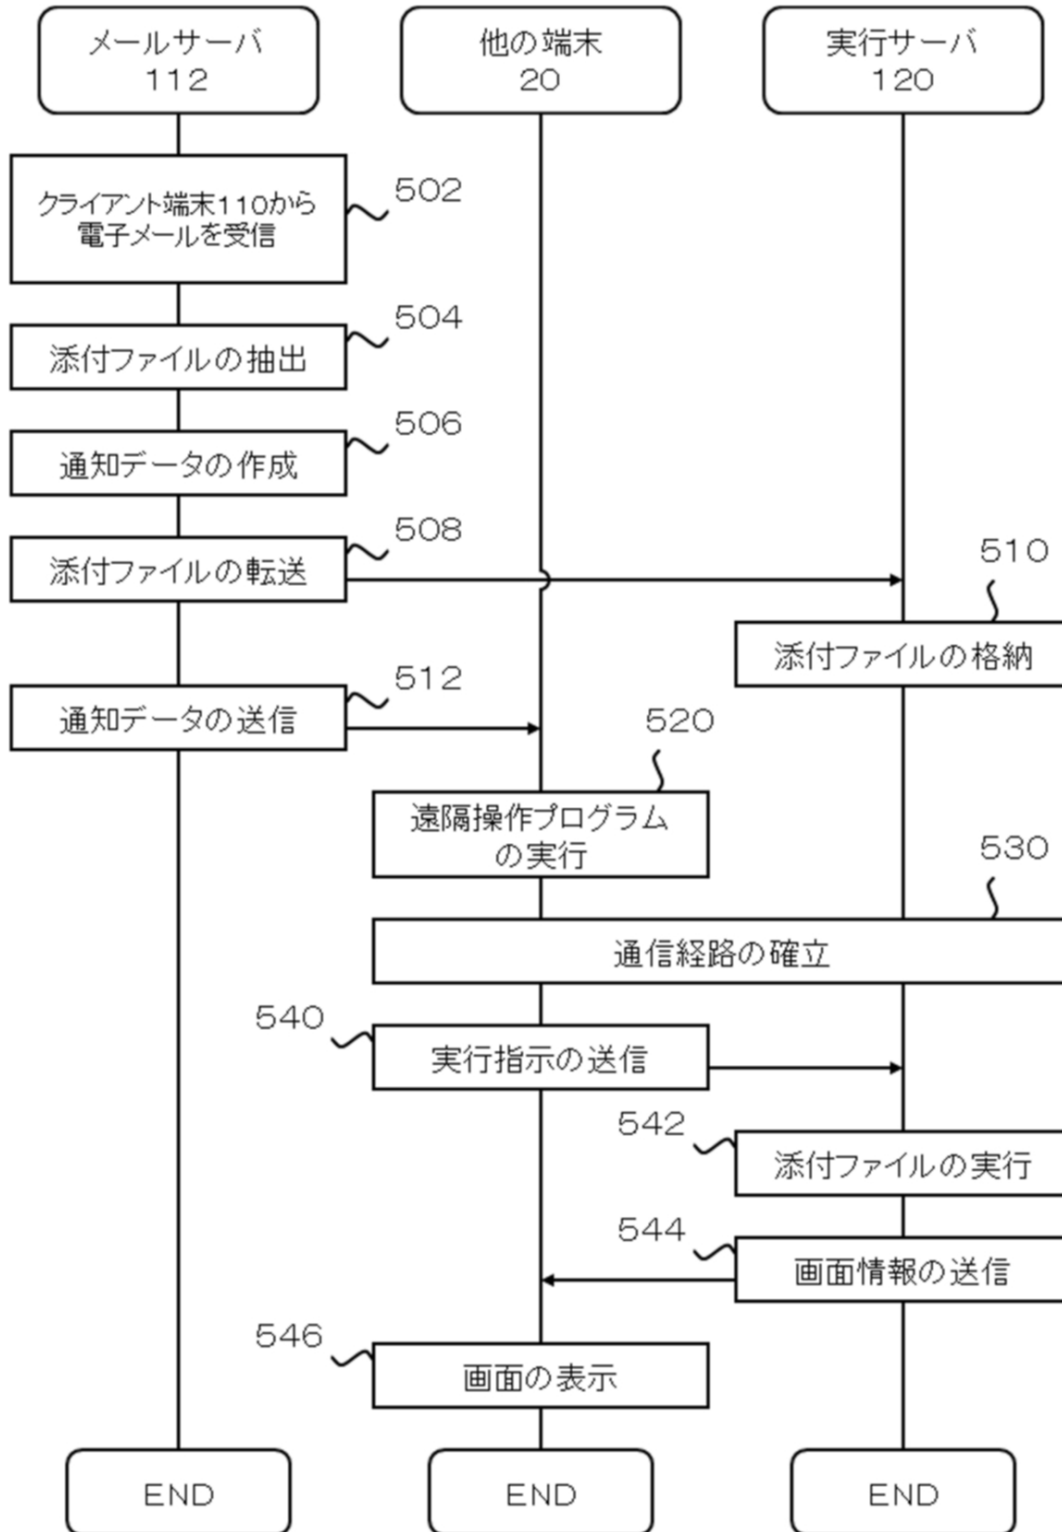 メールサーバ
112
他の端末
20
実行サーバ
120
クライアント端末110から
電子メールを受信
502
添付ファイルの抽出
504
通知データの作成
506
添付ファイルの転送
508
510
添付ファイルの格納
通知データの送信
512
520
遠隔操作プログラム
の実行
530
通信経路の確立
540
実行指示の送信
542
添付ファイルの実行
544
画面情報の送信
546
画面の表示
END
END
END